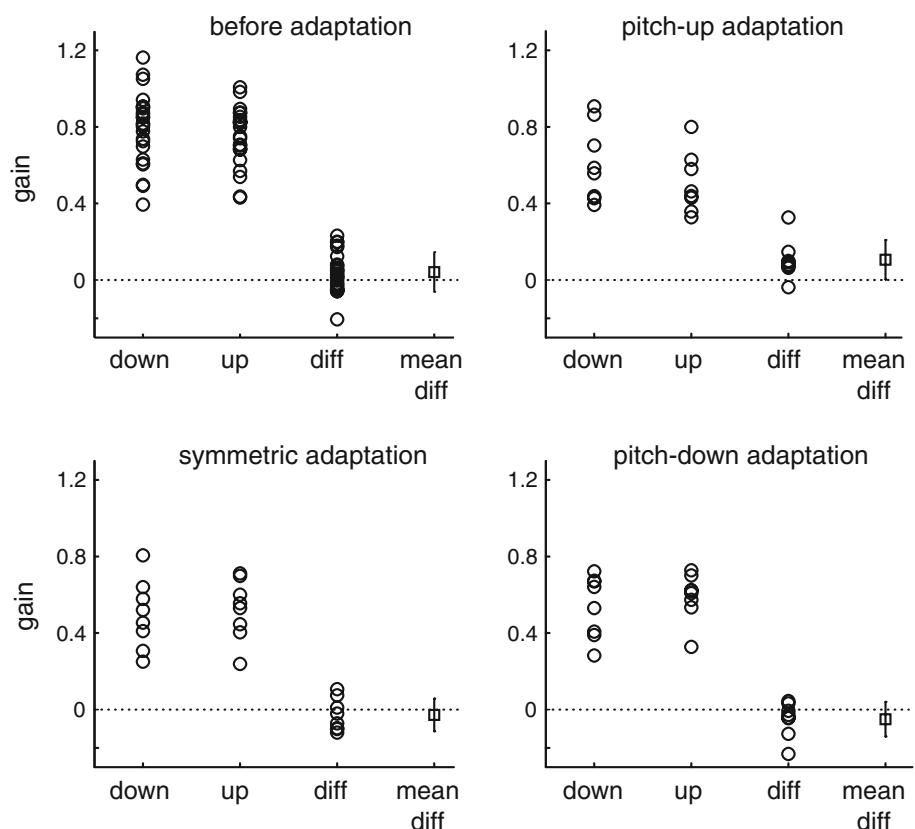 before adaptation
pitch-up adaptation
1.2
0.8
0.4
0
gain
down up diff mean diff
1.2
0.8
0.4
0
down up diff mean diff
symmetric adaptation
pitch-down adaptation
1.2
0.8
0.4
0
gain
down up diff mean diff
1.2
0.8
0.4
0
down up diff mean diff